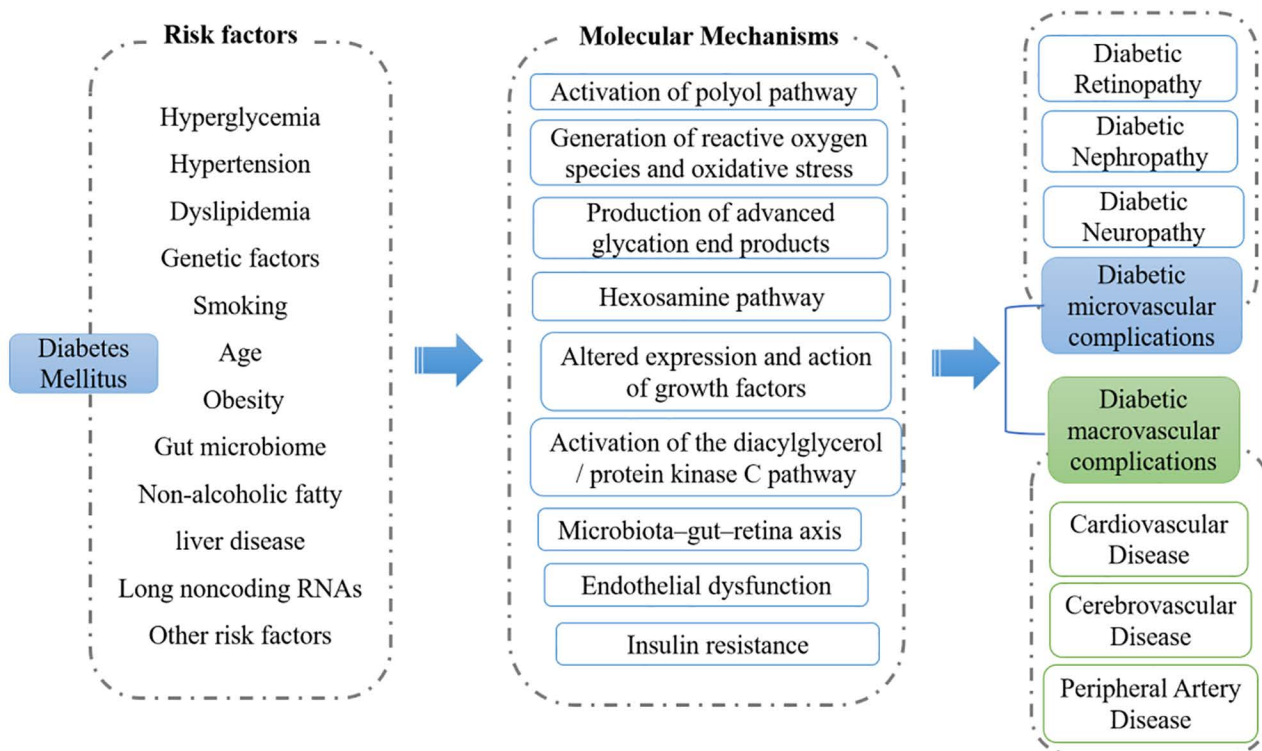 Risk factors
Diabetes
Mellitus
Hyperglycemia
Hypertension
Dyslipidemia
Genetic factors
Smoking
Age
Obesity
Gut microbiome
Non-alcoholic fatty
liver disease
Long noncoding RNAs
Other risk factors
Molecular Mechanisms
Activation of polyol pathway
Generation of reactive oxygen
species and oxidative stress
Production of advanced
glycation end products
Hexosamine pathway
Altered expression and action
of growth factors
Activation of the diacylglycerol
/ protein kinase C pathway
Microbiota–gut–retina axis
Endothelial dysfunction
Insulin resistance
Diabetic
Retinopathy
Diabetic
Nephropathy
Diabetic
Neuropathy
Diabetic
microvascular
complications
Diabetic
macrovascular
complications
Cardiovascular
Disease
Cerebrovascular
Disease
Peripheral Artery
Disease